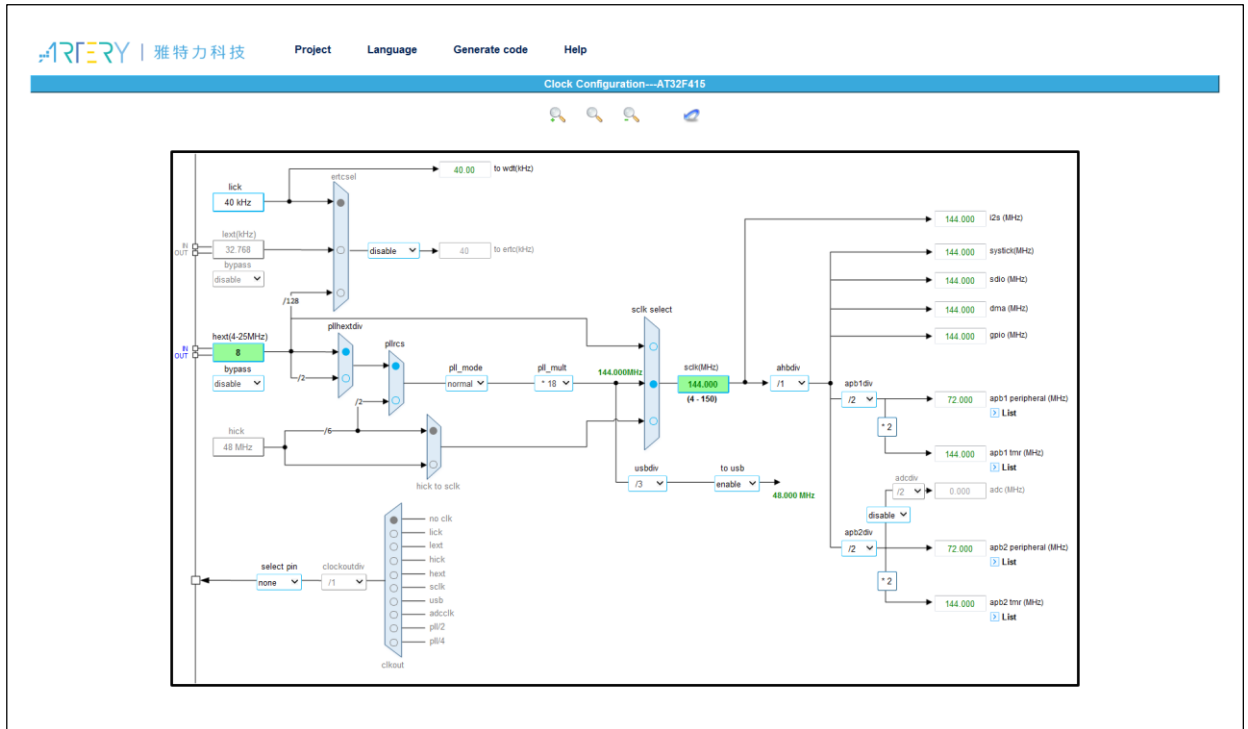 ARTERY | 雅特力科技
Project Language Generate code Help
Clock Configuration---AT32F415
40.00 to wdt(kHz)
ertcsel
lick
40 kHz
lext(kHz)
32.768
IN
OUT
bypass
disable
disable
40 to ertc(kHz)
/128
144.000 i2s (MHz)
144.000 systick(MHz)
144.000 sdio (MHz)
144.000 dma (MHz)
144.000 gpio (MHz)
hext(4-25MHz)
8
IN
OUT
bypass
disable
pllhextdiv
/2
pllrcs
/2
pll_mode
normal
pll_mult
* 18
144.000MHz
sclk select
sclk(MHz)
144.000
(4 - 150)
ahbdiv
/1
apb1div
/2
72.000 apb1 peripheral (MHz)
List
* 2
144.000 apb1 tmr (MHz)
List
hick
48 MHz
/6
hick to sclk
usbdiv
/3
to usb
enable
48.000 MHz
adcdiv
/2
0.000 adc (MHz)
disable
apb2div
/2
72.000 apb2 peripheral (MHz)
List
* 2
144.000 apb2 tmr (MHz)
List
select pin
none
clockoutdiv
/1
no clk
lick
lext
hick
hext
sclk
usb
adcclk
pll/2
pll/4
clkout